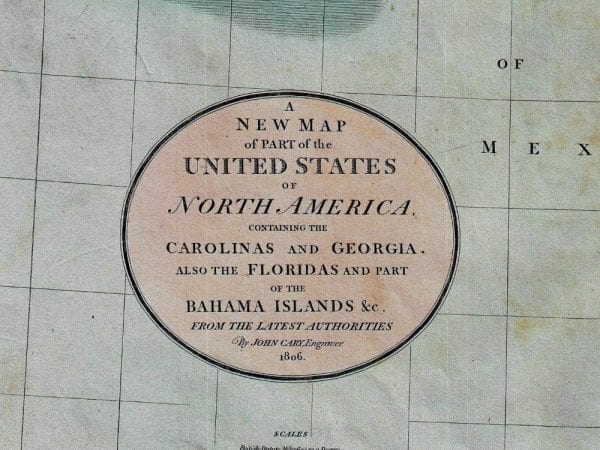 OF
MEX
A
NEW MAP
of PART of the
UNITED STATES
OF
NORTH AMERICA,
CONTAINING THE
CAROLINAS AND GEORGIA.
ALSO THE FLORIDAS AND PART
OF THE
BAHAMA ISLANDS &c.
FROM THE LATEST AUTHORITIES
By JOHN CARY, Engraver.
1806.
SCALES